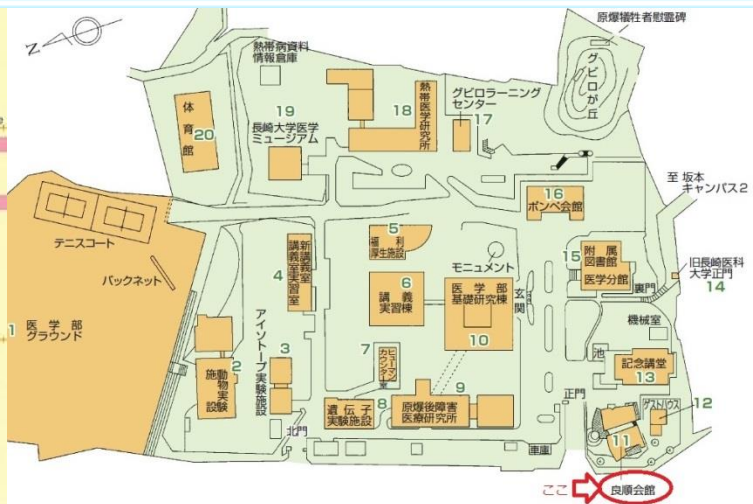 N
原爆犠牲者慰霊碑
グビロが丘
熱帯病資料
情報倉庫
19
長崎大学医学
ミュージアム
体育館
20
熱帯医学研究所
18
グビロラーニング
センター
17
至 坂本
キャンパス2
16
ボンペ会館
テニスコート
バックネット
1
医学部
グラウンド
4
新講義室
講義室実習室
5
福利
厚生施設
モニュメント
玄関
15
附属
図書館
医学分館
裏門
旧長崎医科
大学正門
14
6
講義
実習棟
医学部
基礎研究棟
10
機械室
池
記念講堂
13
動物実験
施設
2
アイソトープ実験施設
3
7
ヒューマン
カウンター室
8
遺伝子
実験施設
9
原爆後障害
医療研究所
正門
ゲストハウス
12
11
北門
車庫
ここ
良順会館